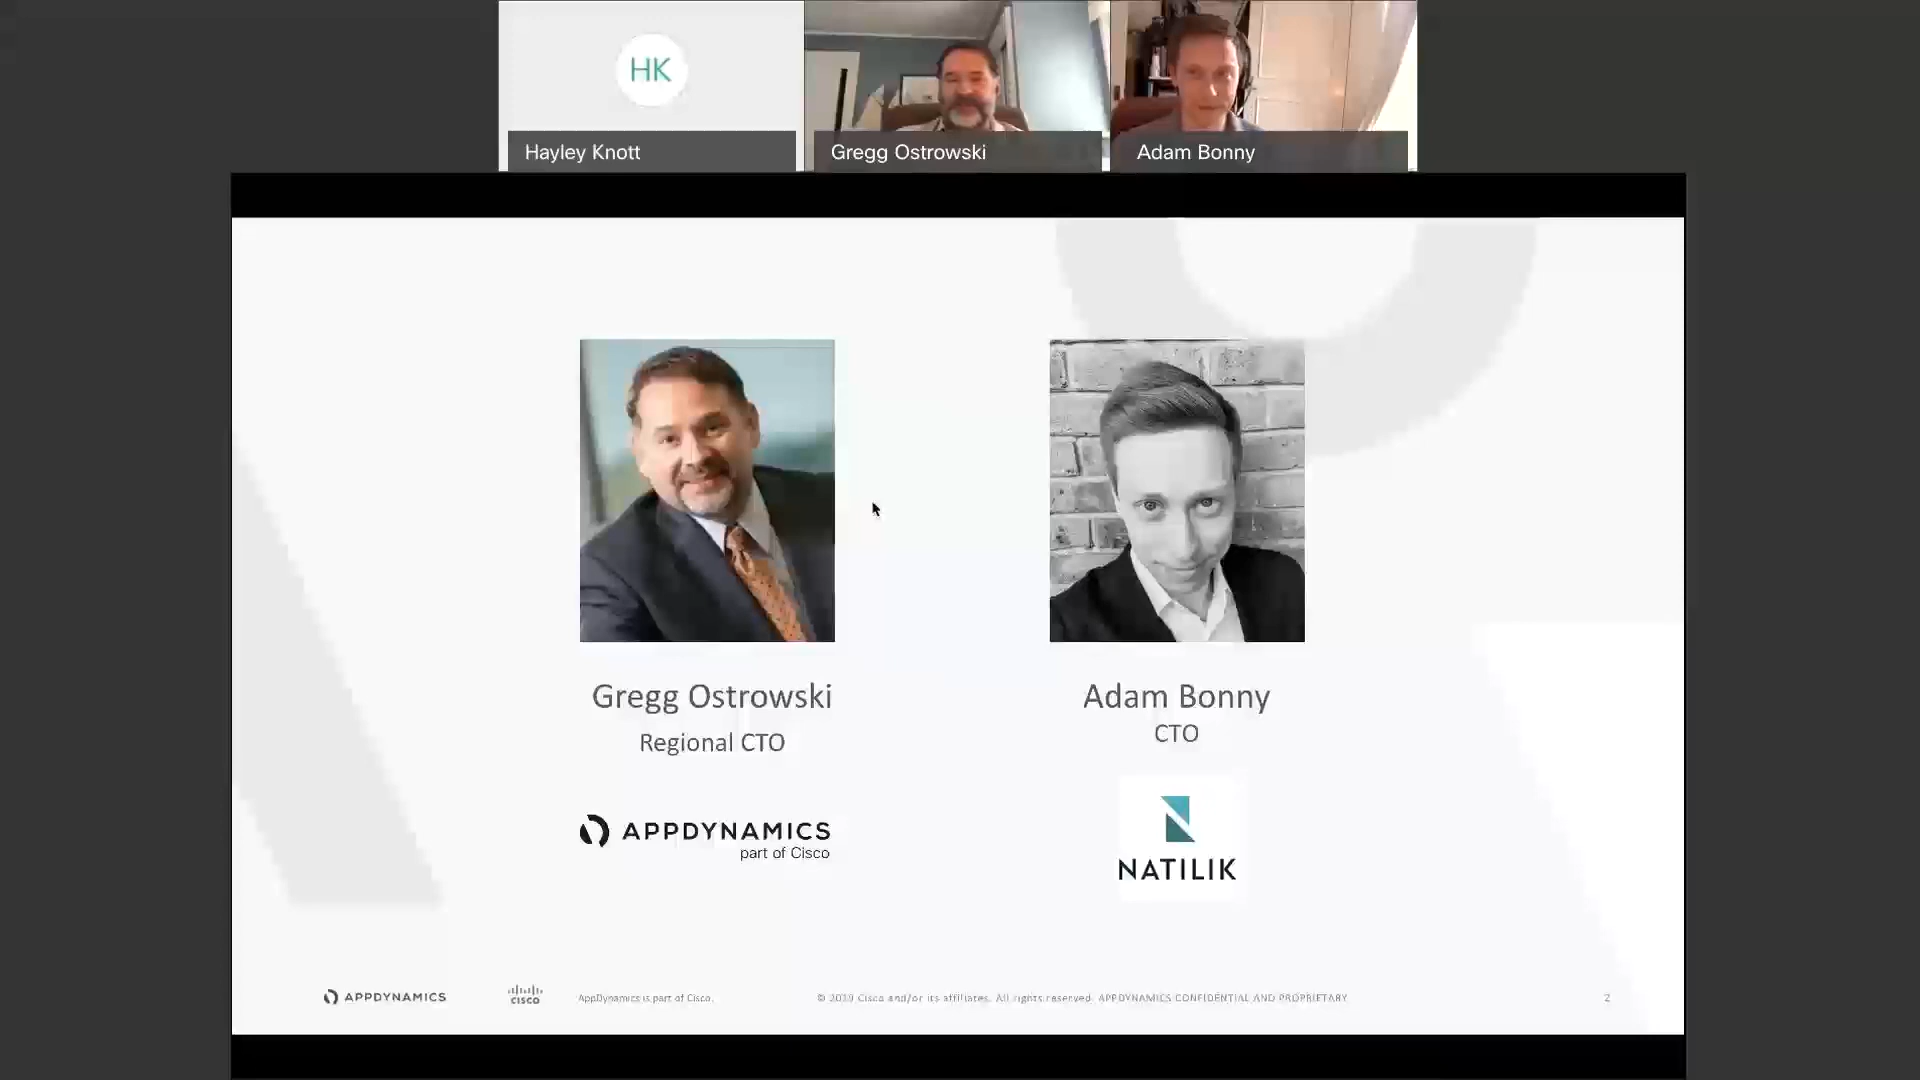 HK
Hayley Knott
Gregg Ostrowski
Adam Bonny
Gregg Ostrowski
Regional CTO
APPDYNAMICS
part of Cisco
Adam Bonny
CTO
NATILIK
APPDYNAMICS
CISCO
AppDynamics is part of Cisco.
© 2019 Cisco and/or its affiliates. All rights reserved. APPDYNAMICS CONFIDENTIAL AND PROPRIETARY
2